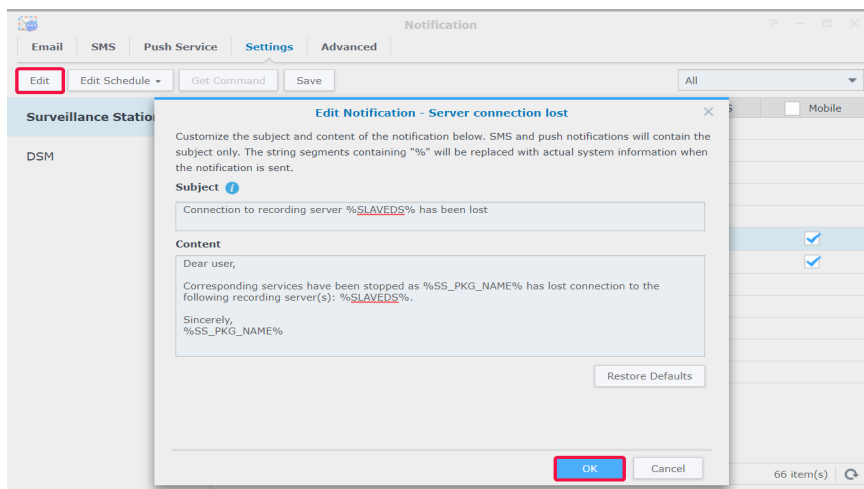 Notification
Email SMS Push Service Settings Advanced
Edit Edit Schedule Get Command Save All
Mobile
Surveillance Statio
DSM
Edit Notification - Server connection lost
Customize the subject and content of the notification below. SMS and push notifications will contain the
subject only. The string segments containing "%" will be replaced with actual system information when
the notification is sent.
Subject
Connection to recording server %SLAVEDS% has been lost
Content
Dear user,
Corresponding services have been stopped as %SS_PKG_NAME% has lost connection to the
following recording server(s): %SLAVEDS%.
Sincerely,
%SS_PKG_NAME%
Restore Defaults
OK Cancel
66 item(s)